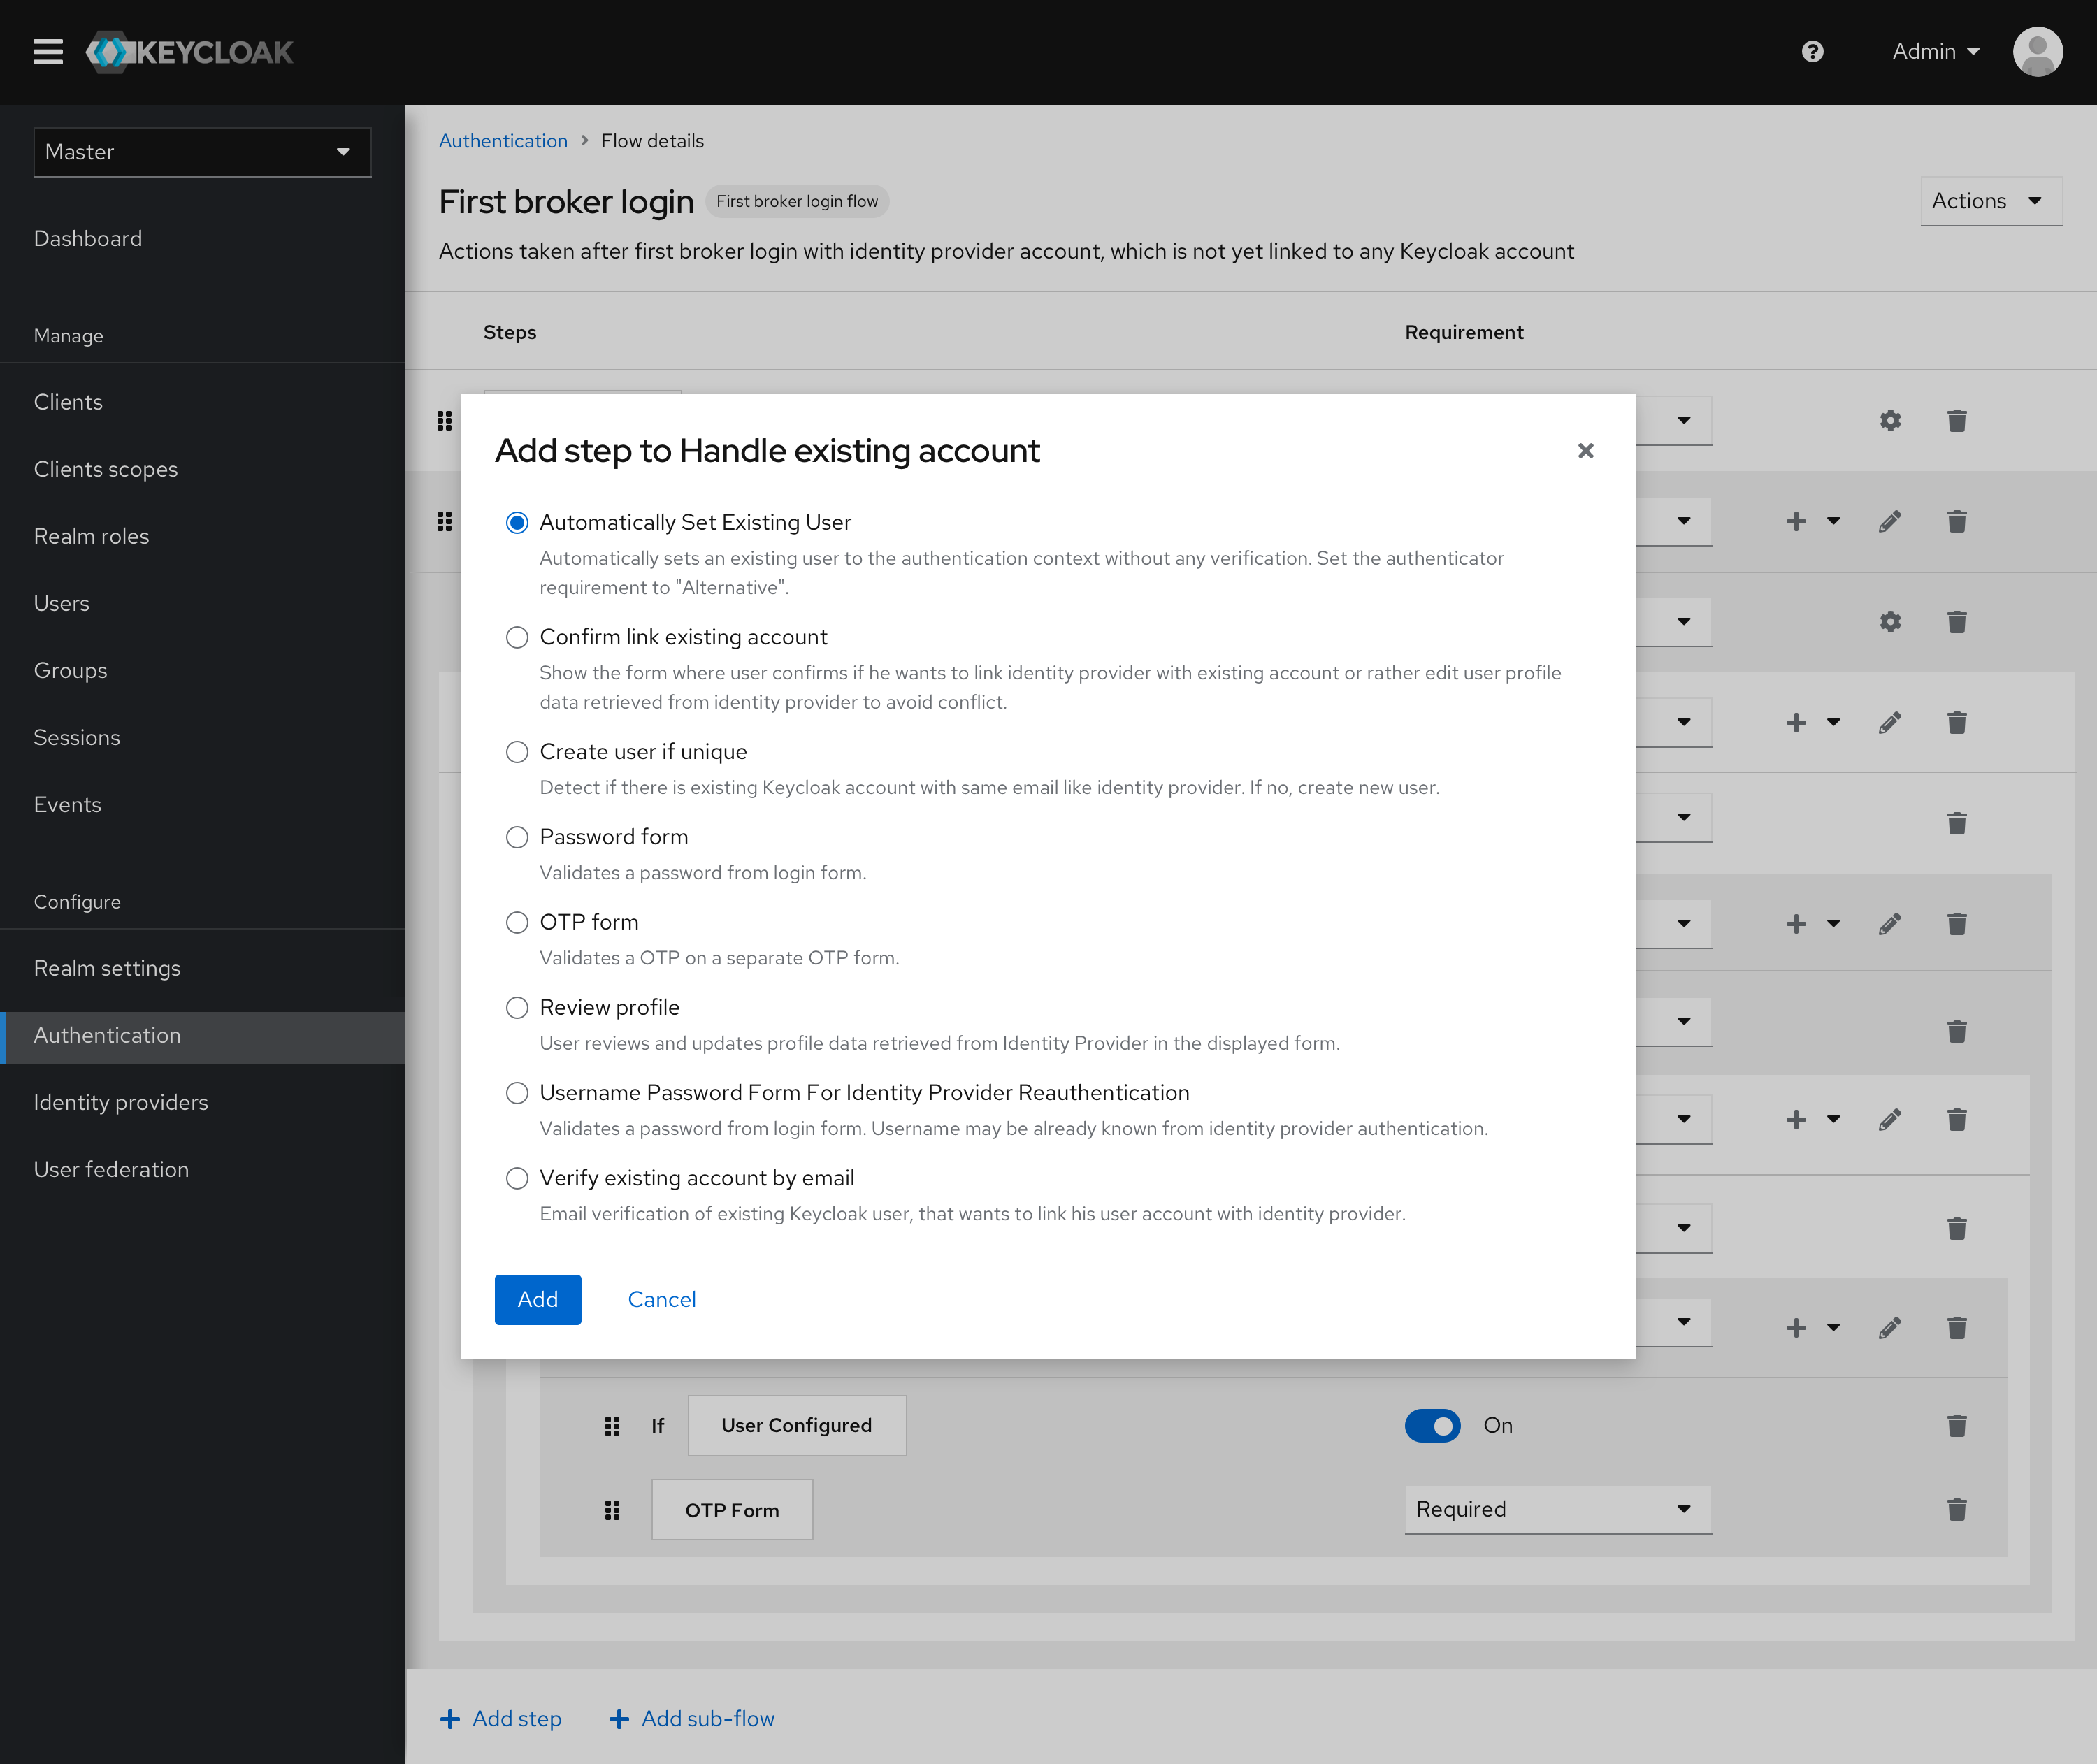 KEYCLOAK
Admin
Master
Dashboard
Manage
Clients
Clients scopes
Realm roles
Users
Groups
Sessions
Events
Configure
Realm settings
Authentication
Identity providers
User federation
Authentication > Flow details
First broker login First broker login flow
Actions
Actions taken after first broker login with identity provider account, which is not yet linked to any Keycloak account
Steps Requirement
Add step to Handle existing account
Automatically Set Existing User
Automatically sets an existing user to the authentication context without any verification. Set the authenticator
requirement to "Alternative".
Confirm link existing account
Show the form where user confirms if he wants to link identity provider with existing account or rather edit user profile
data retrieved from identity provider to avoid conflict.
Create user if unique
Detect if there is existing Keycloak account with same email like identity provider. If no, create new user.
Password form
Validates a password from login form.
OTP form
Validates a OTP on a separate OTP form.
Review profile
User reviews and updates profile data retrieved from Identity Provider in the displayed form.
Username Password Form For Identity Provider Reauthentication
Validates a password from login form. Username may be already known from identity provider authentication.
Verify existing account by email
Email verification of existing Keycloak user, that wants to link his user account with identity provider.
Add Cancel
If User Configured On
OTP Form Required
Add step Add sub-flow